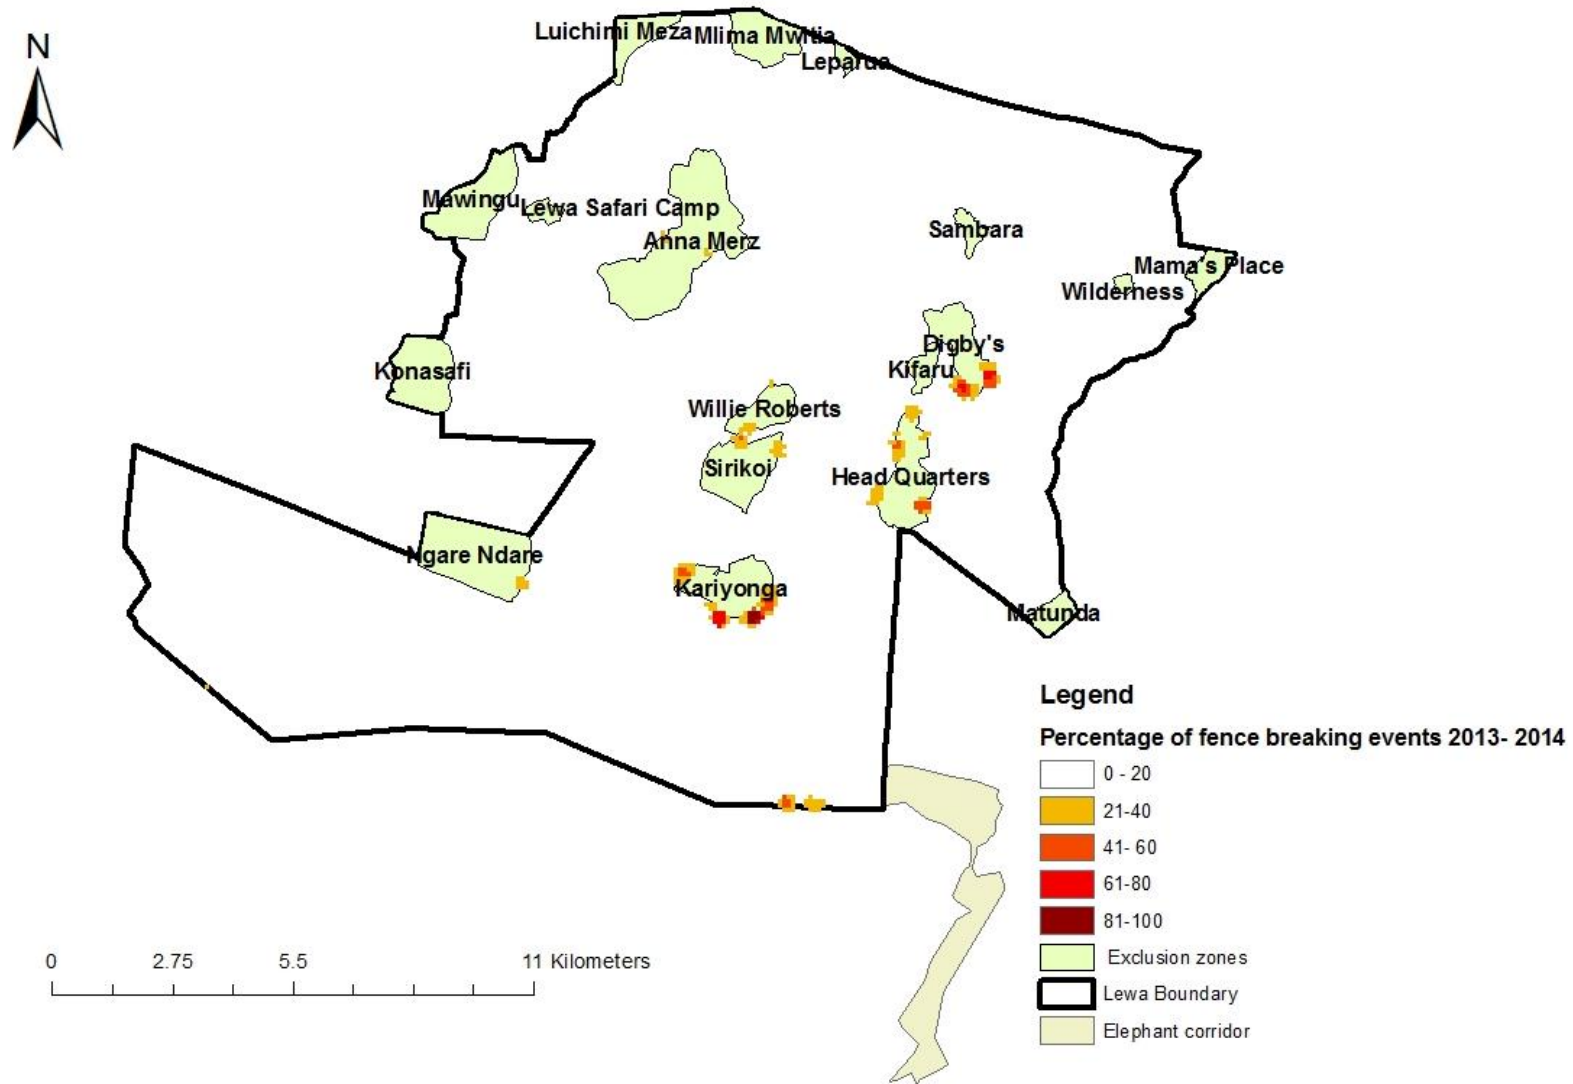 N
Luichimi Meza
Mlima Mwitia
Leparua
Mawingu
Lewa Safari Camp
Anna Merz
Sambara
Mama's Place
Wilderness
Digby's
Kifaru
Konasafi
Willie Roberts
Sirikoi
Head Quarters
Ngare Ndare
Kariyonga
Matunda
Legend
Percentage of fence breaking events 2013- 2014
0 - 20
21-40
41- 60
61-80
81-100
Exclusion zones
Lewa Boundary
Elephant corridor
0 2.75 5.5 11 Kilometers